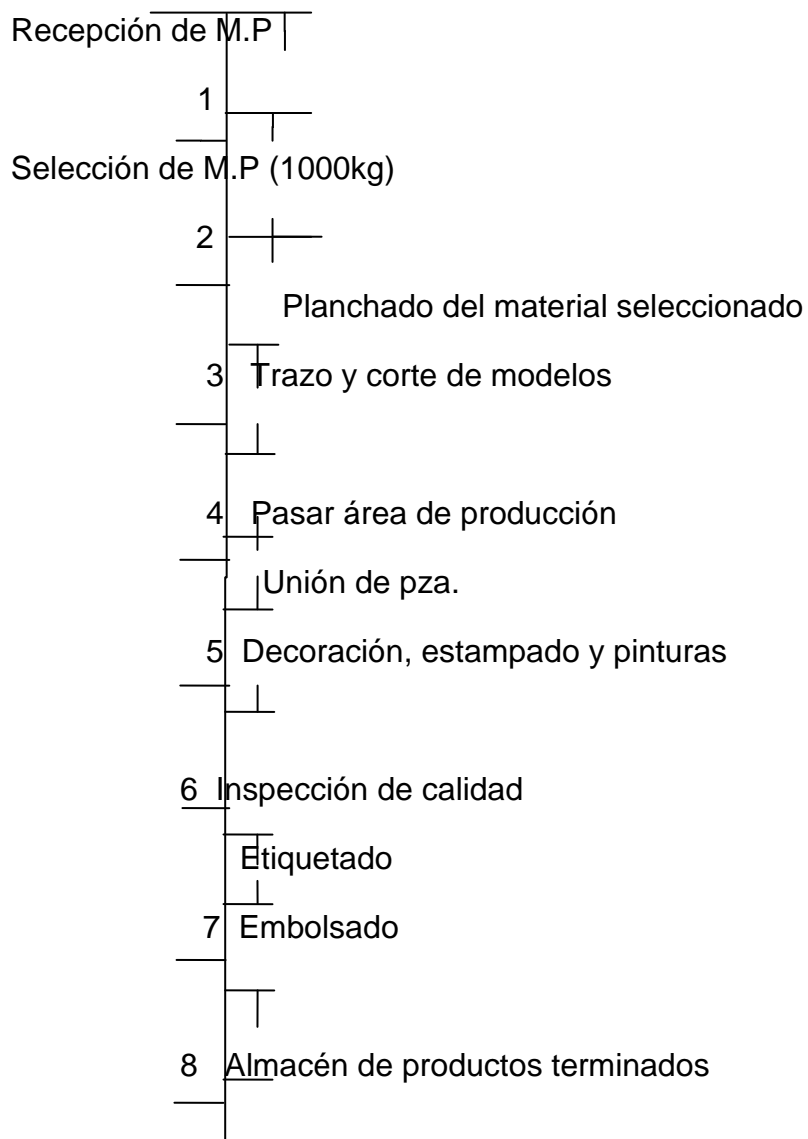 Recepción de M.P
1
Selección de M.P (1000kg)
2
Planchado del material seleccionado
3 Trazo y corte de modelos
4 Pasar área de producción
Unión de pza.
5 Decoración, estampado y pinturas
6 Inspección de calidad
Etiquetado
7 Embolsado
8 Almacén de productos terminados